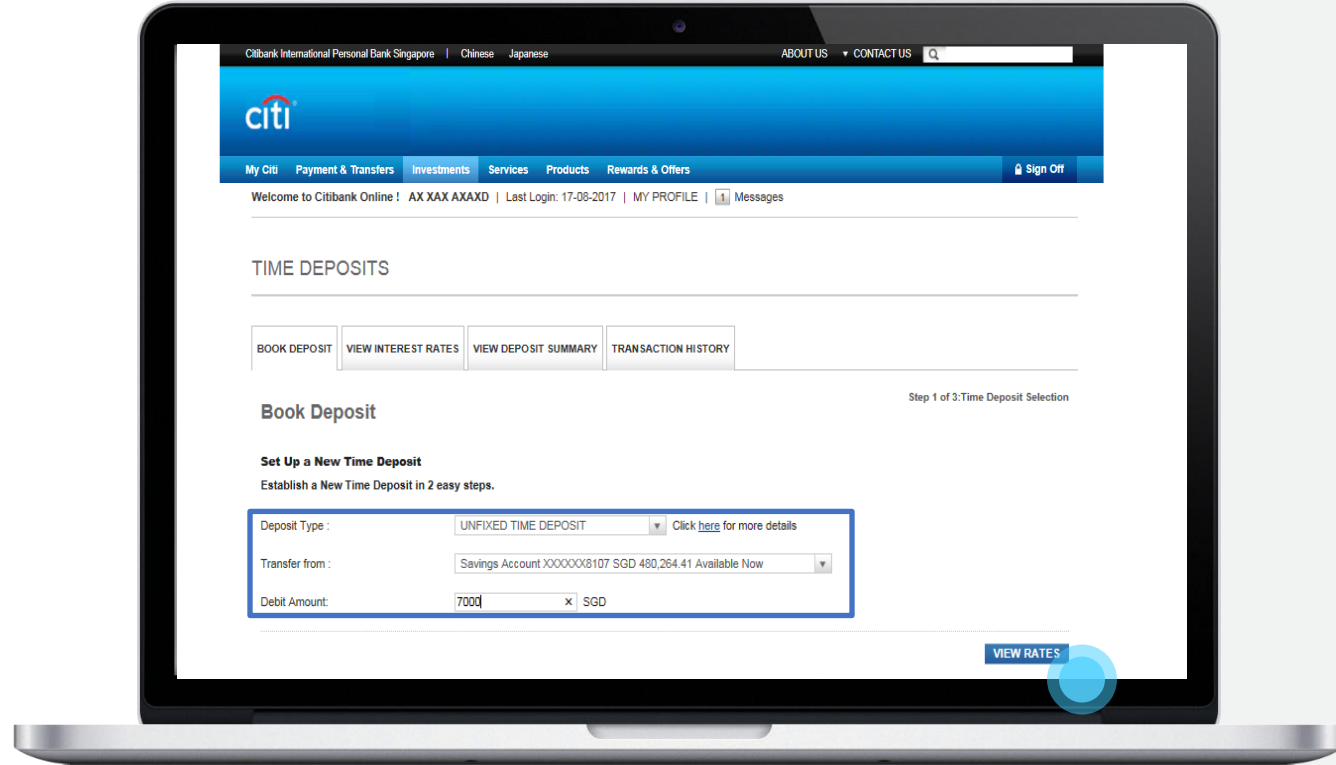 Citibank International Personal Bank Singapore | Chinese Japanese ABOUT US ▼ CONTACT US
citi®
My Citi Payment & Transfers Investments Services Products Rewards & Offers Sign Off
Welcome to Citibank Online ! AX XAX AXAXD | Last Login: 17-08-2017 | MY PROFILE | 1 Messages
TIME DEPOSITS
BOOK DEPOSIT VIEW INTEREST RATES VIEW DEPOSIT SUMMARY TRANSACTION HISTORY
Step 1 of 3:Time Deposit Selection
Book Deposit
Set Up a New Time Deposit
Establish a New Time Deposit in 2 easy steps.
Deposit Type : UNFIXED TIME DEPOSIT Click here for more details
Transfer from : Savings Account XXXXXX8107 SGD 480,264.41 Available Now
Debit Amount: 7000 × SGD
VIEW RATES